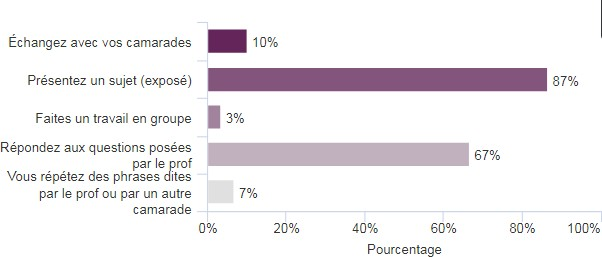 Échangez avec vos camarades 10%
Présentez un sujet (exposé) 87%
Faites un travail en groupe 3%
Répondez aux questions posées
par le prof 67%
Vous répétez des phrases dites
par le prof ou par un autre 7%
camarade
0% 20% 40% 60% 80% 100%
Pourcentage